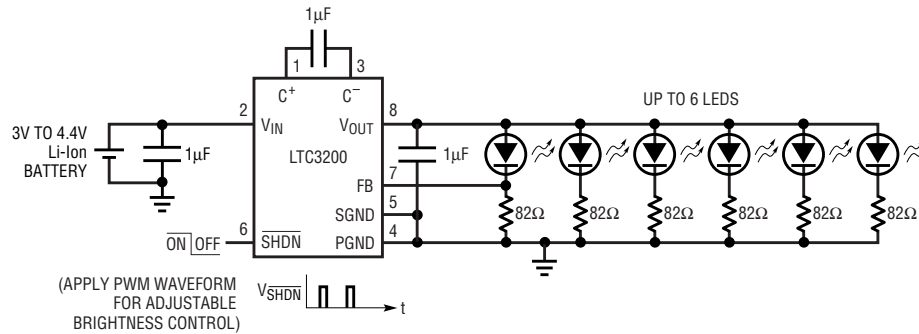 1µF
1
3
C+
C−
2
8
UP TO 6 LEDS
VIN
VOUT
3V TO 4.4V
Li-Ion
BATTERY
1µF
LTC3200
1µF
7
FB
5
82Ω
82Ω
82Ω
82Ω
82Ω
82Ω
SGND
6
4
ON OFF
SHDN
PGND
(APPLY PWM WAVEFORM
FOR ADJUSTABLE
BRIGHTNESS CONTROL)
VSHDN
t